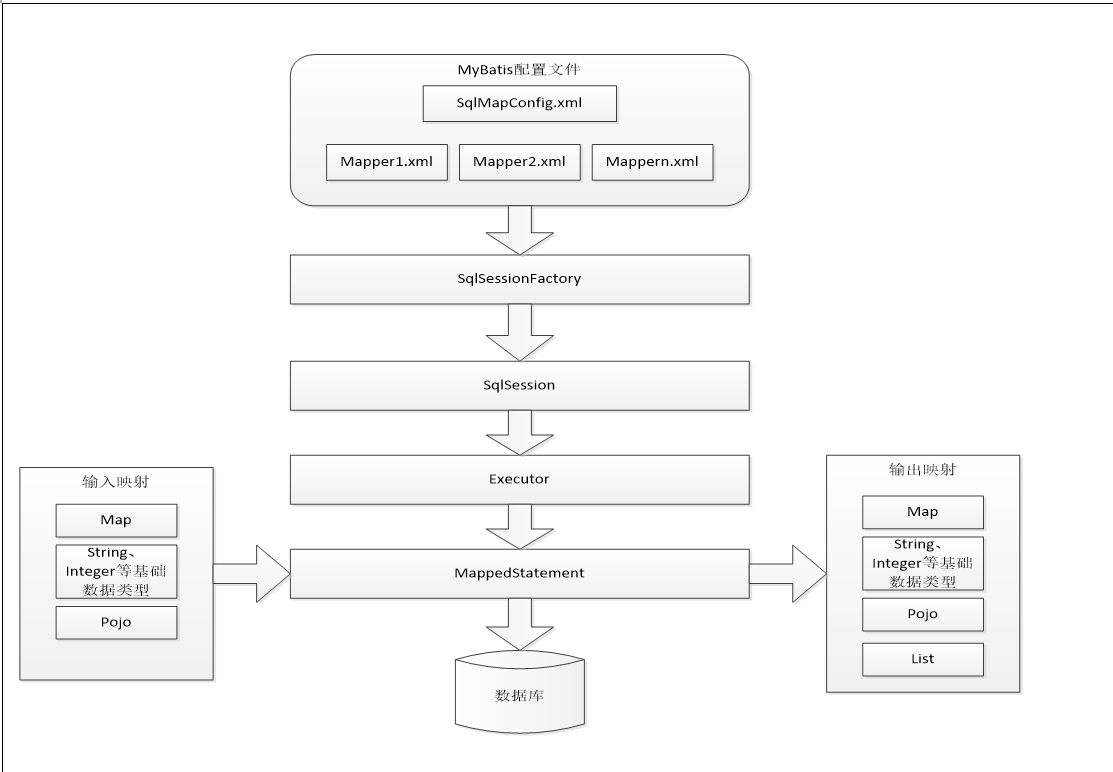 MyBatis配置文件
SqlMapConfig.xml
Mapper1.xml
Mapper2.xml
Mappern.xml
SqlSessionFactory
SqlSession
Executor
输入映射
Map
String、
Integer等基础
数据类型
Pojo
MappedStatement
输出映射
Map
String、
Integer等基础
数据类型
Pojo
List
数据库